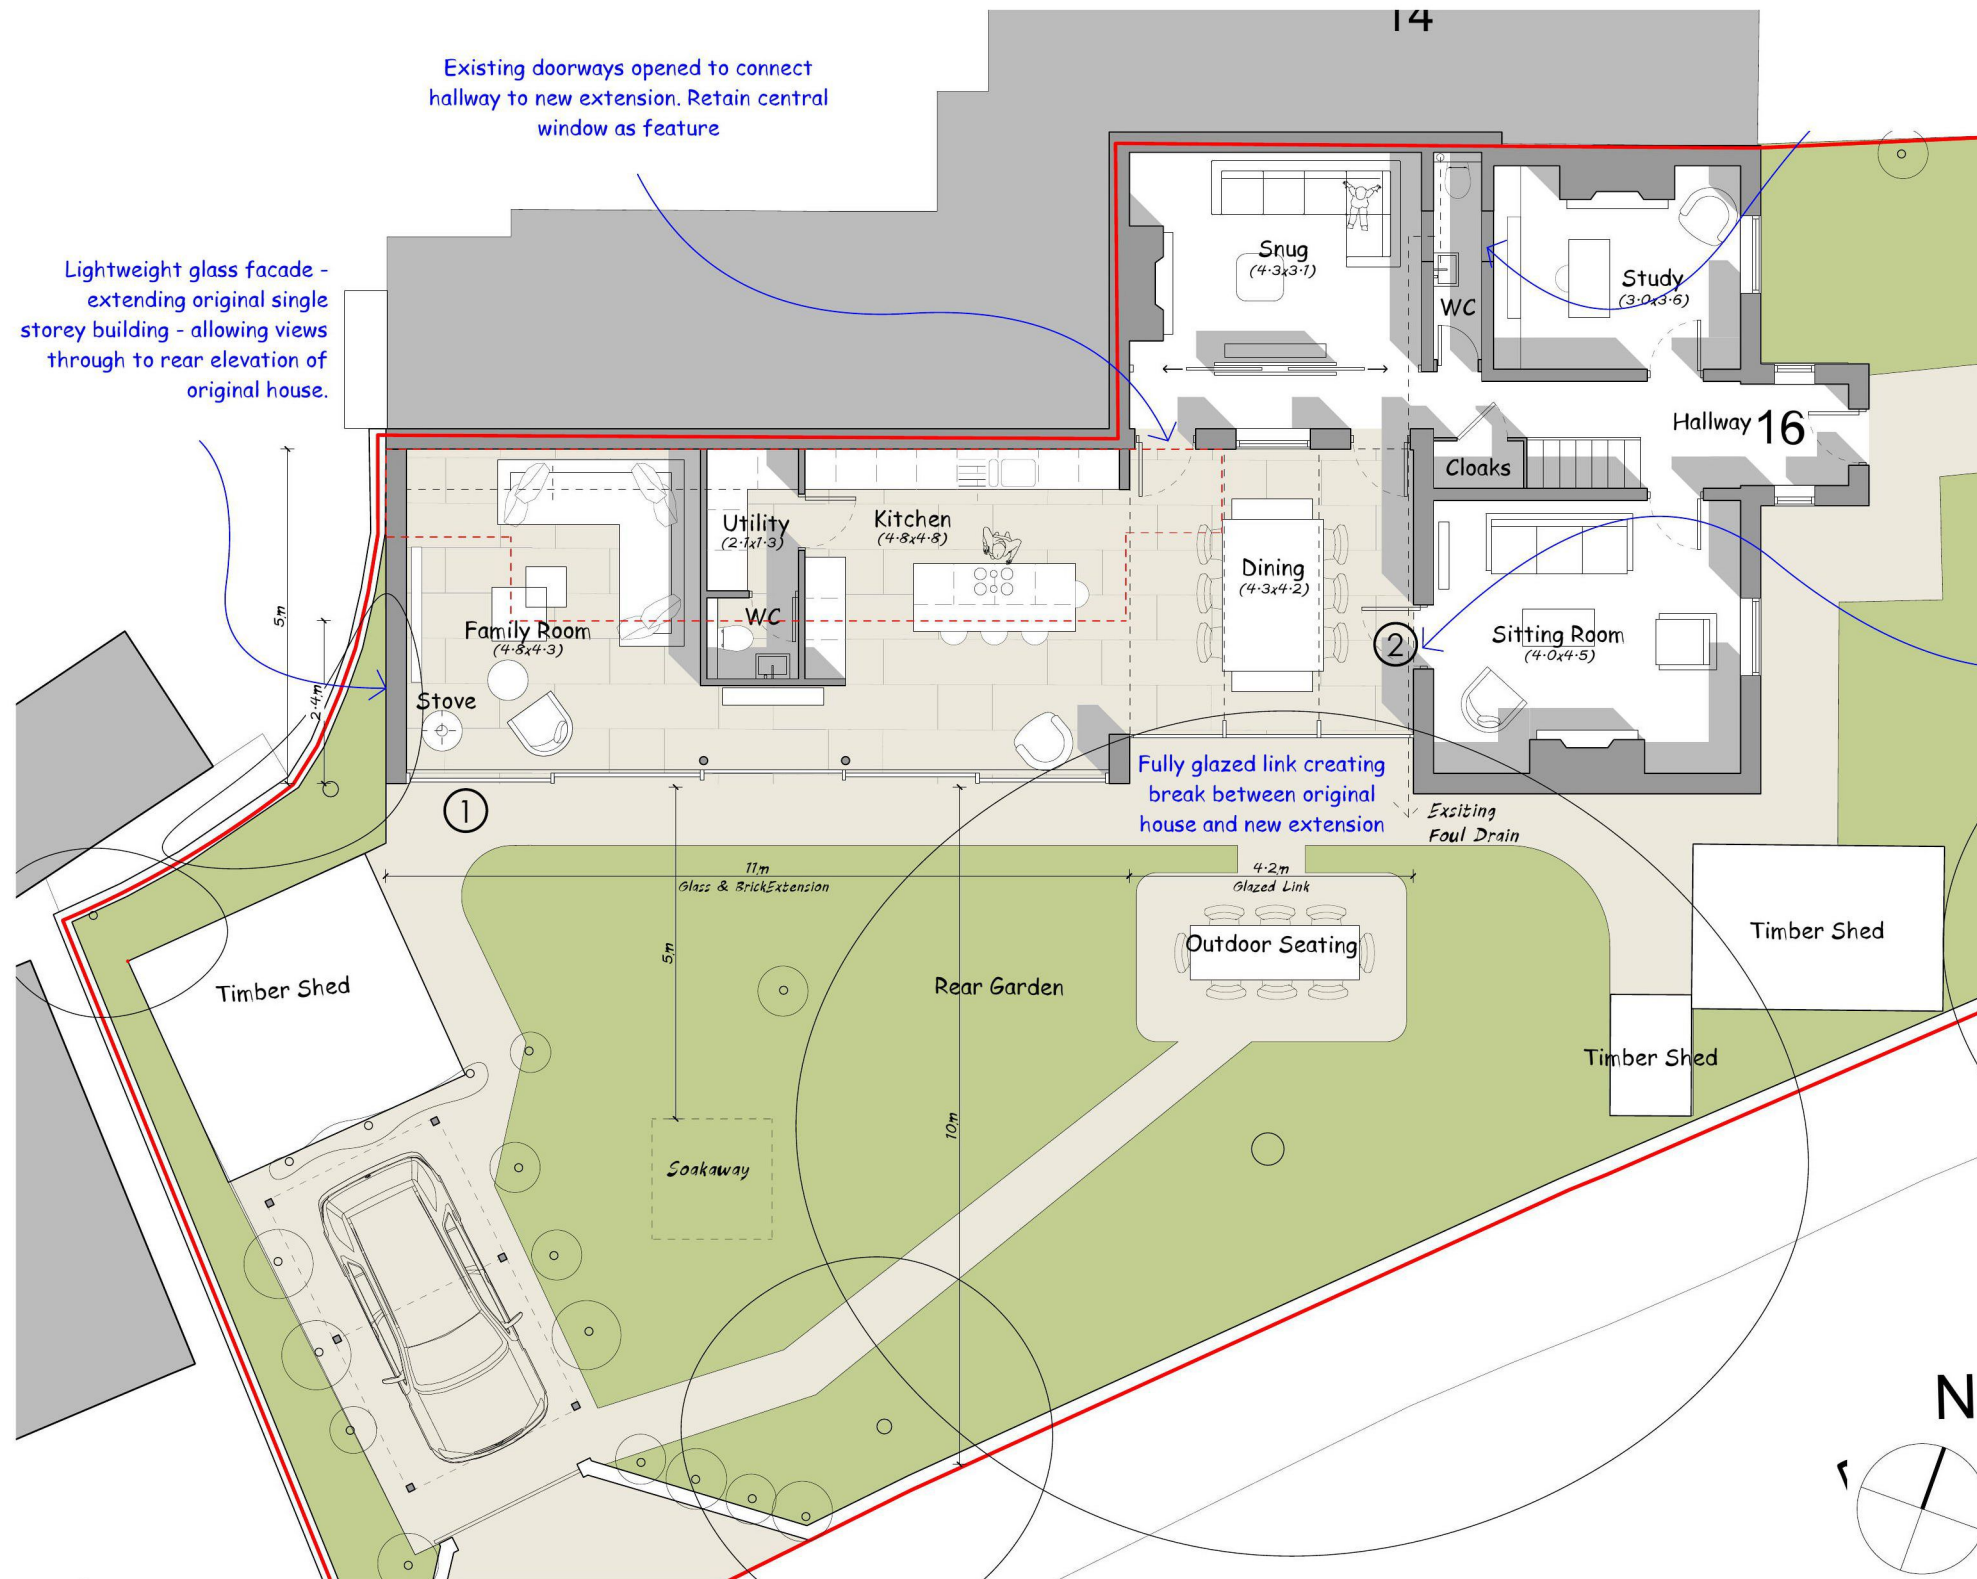 14
Existing doorways opened to connect
hallway to new extension. Retain central
window as feature
Lightweight glass facade -
extending original single
storey building - allowing views
through to rear elevation of
original house.
Snug
(4·3x3·1)
WC
Study
(3·0x3·6)
Hallway
16
Cloaks
Utility
(2·1x1·3)
Kitchen
(4·8x4·8)
Dining
(4·3x4·2)
WC
Family Room
(4·8x4·3)
Stove
Sitting Room
(4·0x4·5)
5m
2·4m
1
2
Fully glazed link creating
break between original
house and new extension
Exsiting
Foul Drain
11m
Glass & BrickExtension
4·2m
Glazed Link
5m
10m
Outdoor Seating
Rear Garden
Timber Shed
Timber Shed
Timber Shed
Soakaway
N